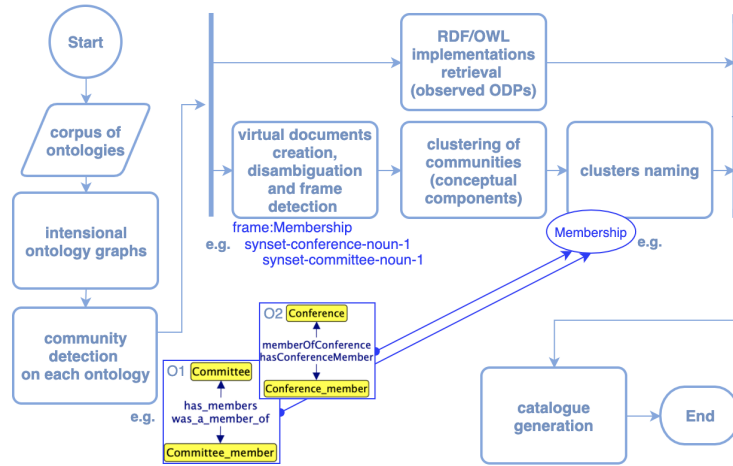 Start
corpus of
ontologies
intensional
ontology graphs
community
detection
on each ontology
e.g.
RDF/OWL
implementations
retrieval
(observed ODPs)
virtual documents
creation,
disambiguation
and frame
detection
clustering of
communities
(conceptual
components)
clusters naming
e.g.
frame:Membership
synset-conference-noun-1
synset-committee-noun-1
Membership
e.g.
O2 Conference
memberOfConference
hasConferenceMember
Conference_member
O1 Committee
has_members
was_a_member_of
Committee_member
catalogue
generation
End